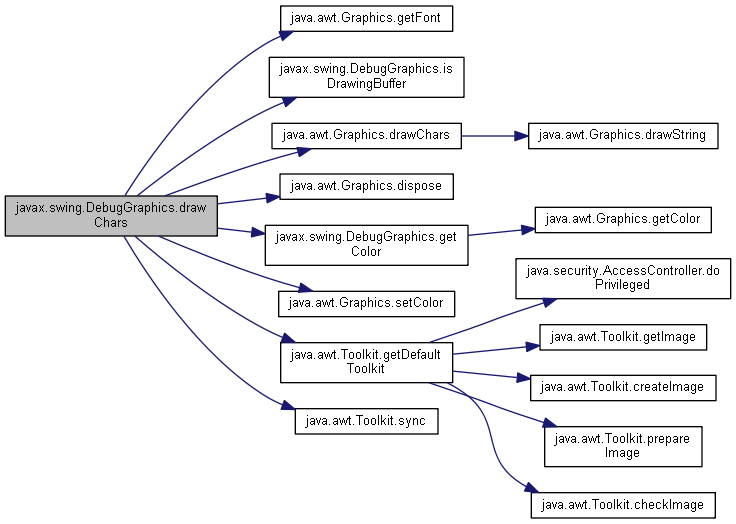 java.awt.Graphics.getFont
javax.swing.DebugGraphics.is
DrawingBuffer
java.awt.Graphics.drawChars
java.awt.Graphics.drawString
java.awt.Graphics.dispose
javax.swing.DebugGraphics.draw
Chars
javax.swing.DebugGraphics.get
Color
java.awt.Graphics.getColor
java.security.AccessController.do
Privileged
java.awt.Graphics.setColor
java.awt.Toolkit.getDefault
Toolkit
java.awt.Toolkit.getImage
java.awt.Toolkit.createImage
java.awt.Toolkit.sync
java.awt.Toolkit.prepare
Image
java.awt.Toolkit.checkImage